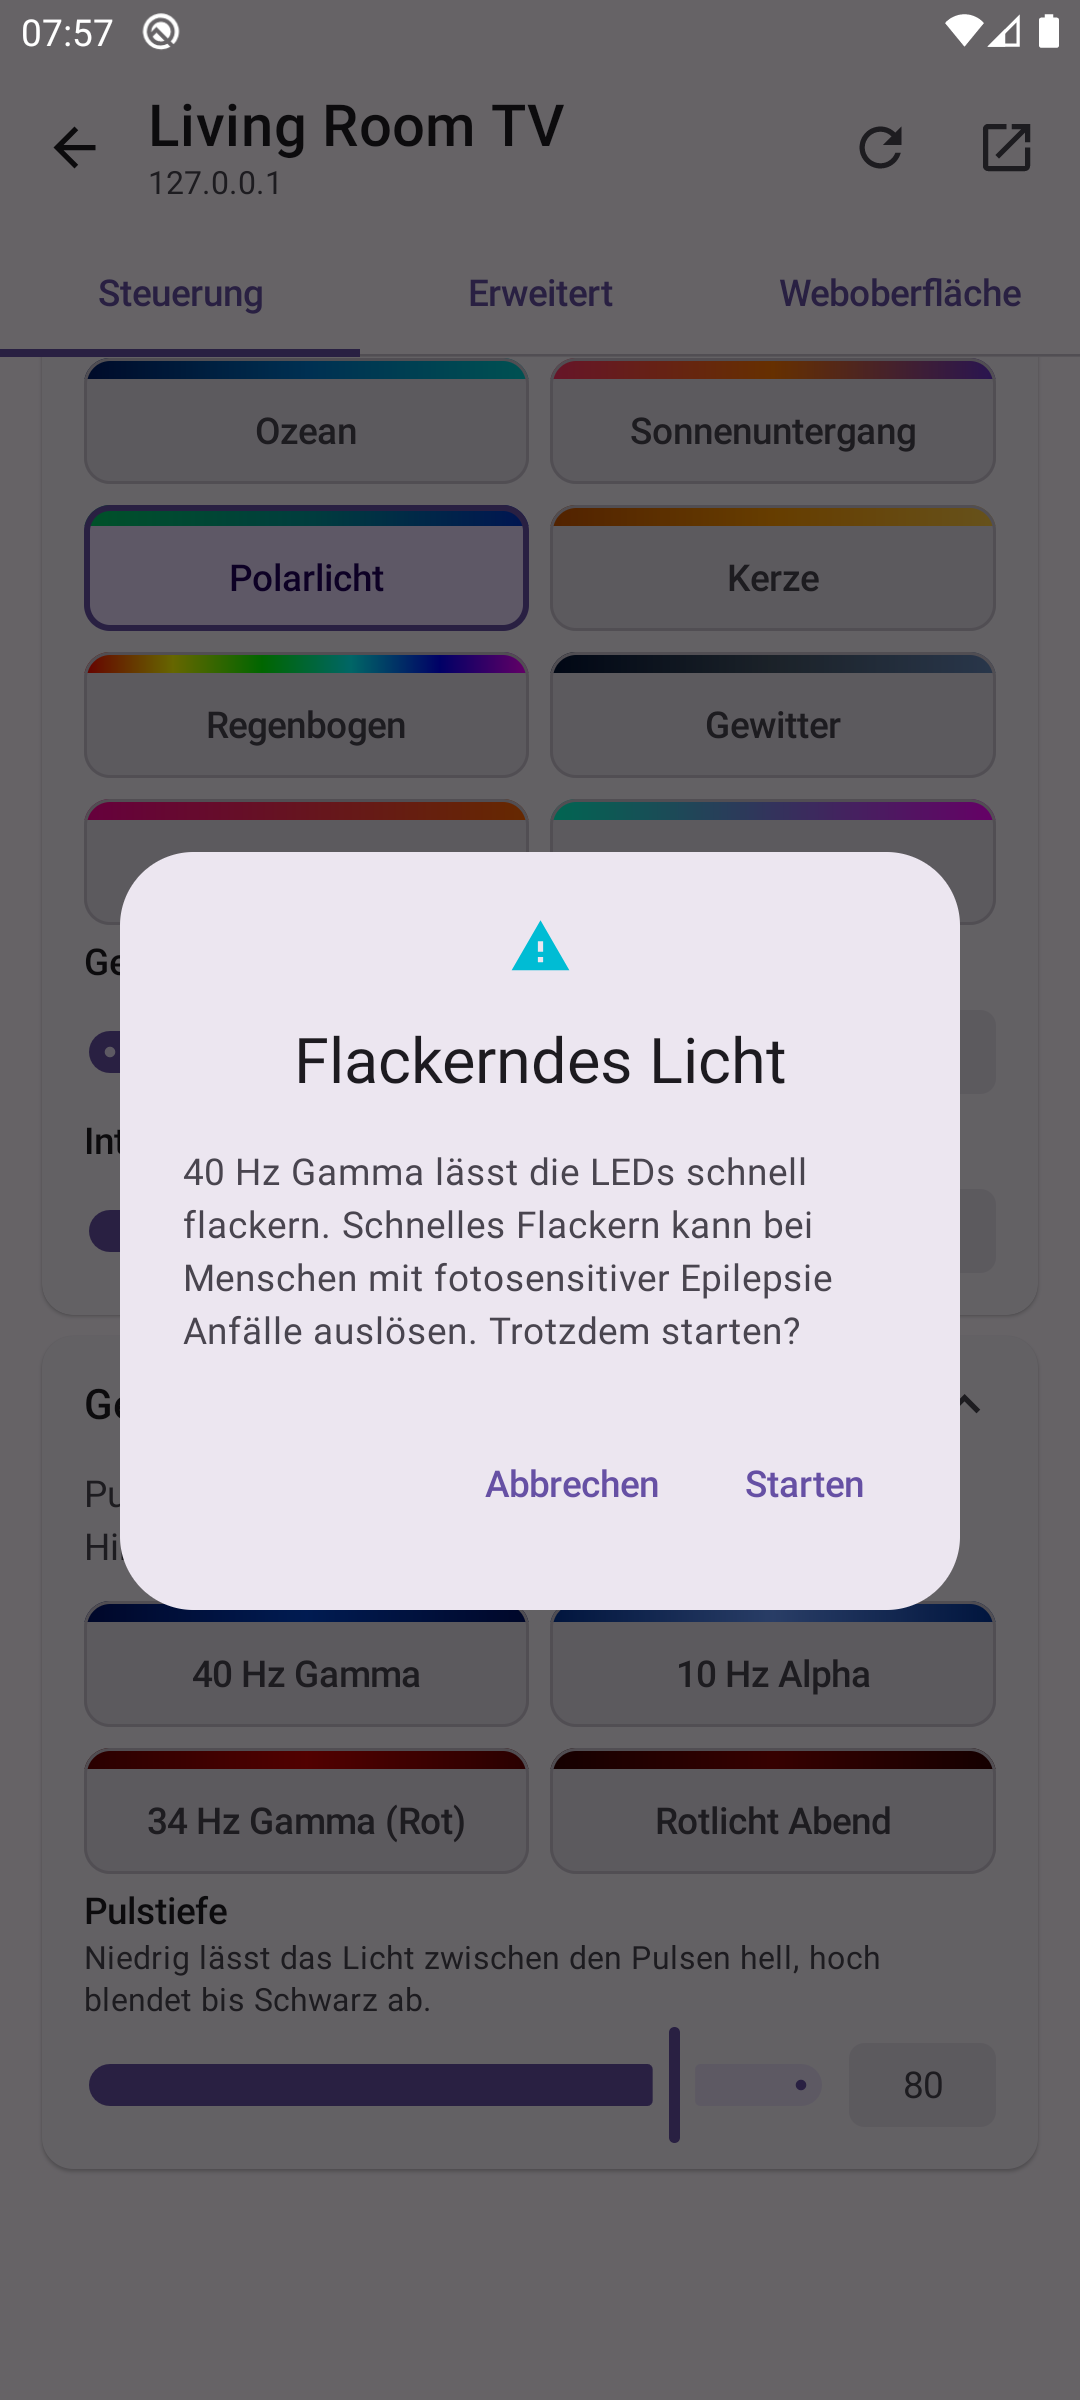 07:57
Living Room TV
127.0.0.1
Steuerung
Erweitert
Weboberfläche
Ozean
Sonnenuntergang
Polarlicht
Kerze
Regenbogen
Gewitter
Flackerndes Licht
40 Hz Gamma lässt die LEDs schnell
flackern. Schnelles Flackern kann bei
Menschen mit fotosensitiver Epilepsie
Anfälle auslösen. Trotzdem starten?
Abbrechen
Starten
40 Hz Gamma
10 Hz Alpha
34 Hz Gamma (Rot)
Rotlicht Abend
Pulstiefe
Niedrig lässt das Licht zwischen den Pulsen hell, hoch
blendet bis Schwarz ab.
80